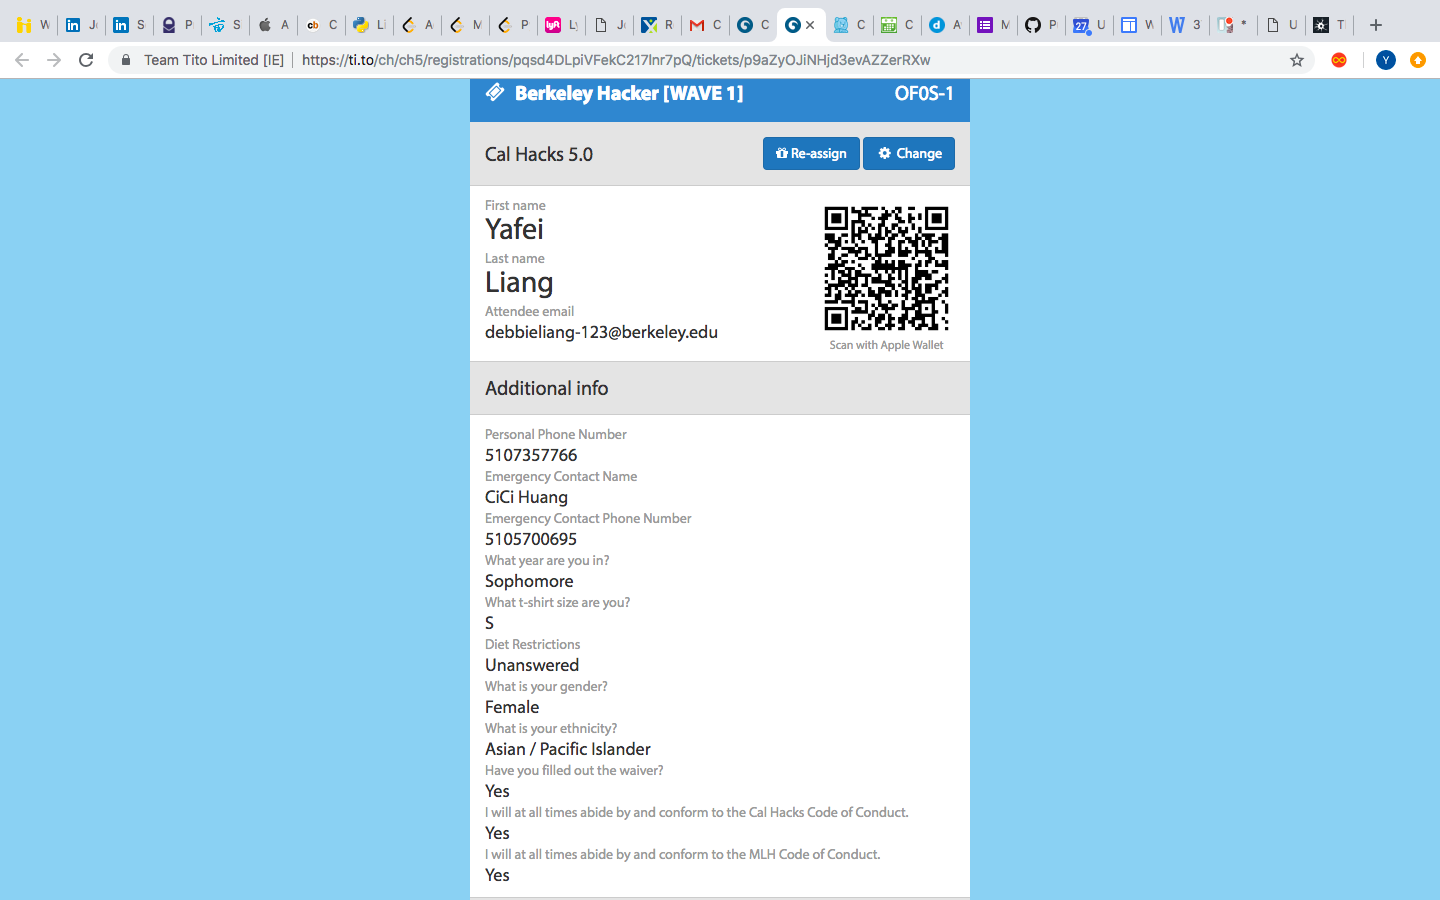 W Ji S P S A C Li A M P Ly Ji R C C C C A M P U W 3 * U T
Team Tito Limited [IE] https://ti.to/ch/ch5/registrations/pqsd4DLpiVFekC217lnr7pQ/tickets/p9aZyOJiNHjd3evAZZerRXw
Berkeley Hacker [WAVE 1] OF0S-1
Cal Hacks 5.0 Re-assign Change
First name
Yafei
Last name
Liang
Attendee email
debbieliang-123@berkeley.edu
Scan with Apple Wallet
Additional info
Personal Phone Number
5107357766
Emergency Contact Name
CiCi Huang
Emergency Contact Phone Number
5105700695
What year are you in?
Sophomore
What t-shirt size are you?
S
Diet Restrictions
Unanswered
What is your gender?
Female
What is your ethnicity?
Asian / Pacific Islander
Have you filled out the waiver?
Yes
I will at all times abide by and conform to the Cal Hacks Code of Conduct.
Yes
I will at all times abide by and conform to the MLH Code of Conduct.
Yes